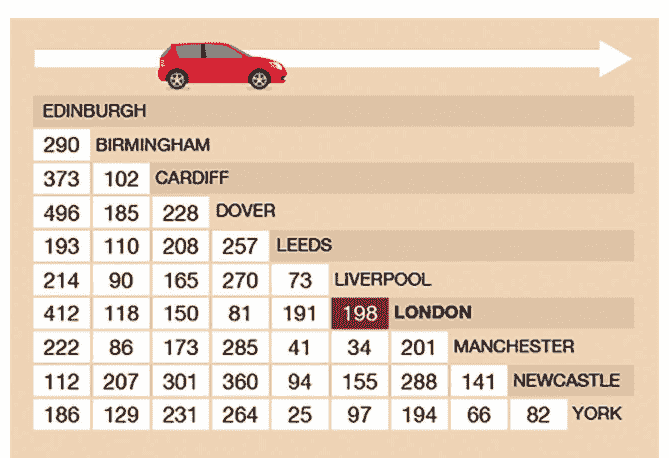 EDINBURGH
290 BIRMINGHAM
373 102 CARDIFF
496 185 228 DOVER
193 110 208 257 LEEDS
214 90 165 270 73 LIVERPOOL
412 118 150 81 191 198 LONDON
222 86 173 285 41 34 201 MANCHESTER
112 207 301 360 94 155 288 141 NEWCASTLE
186 129 231 264 25 97 194 66 82 YORK